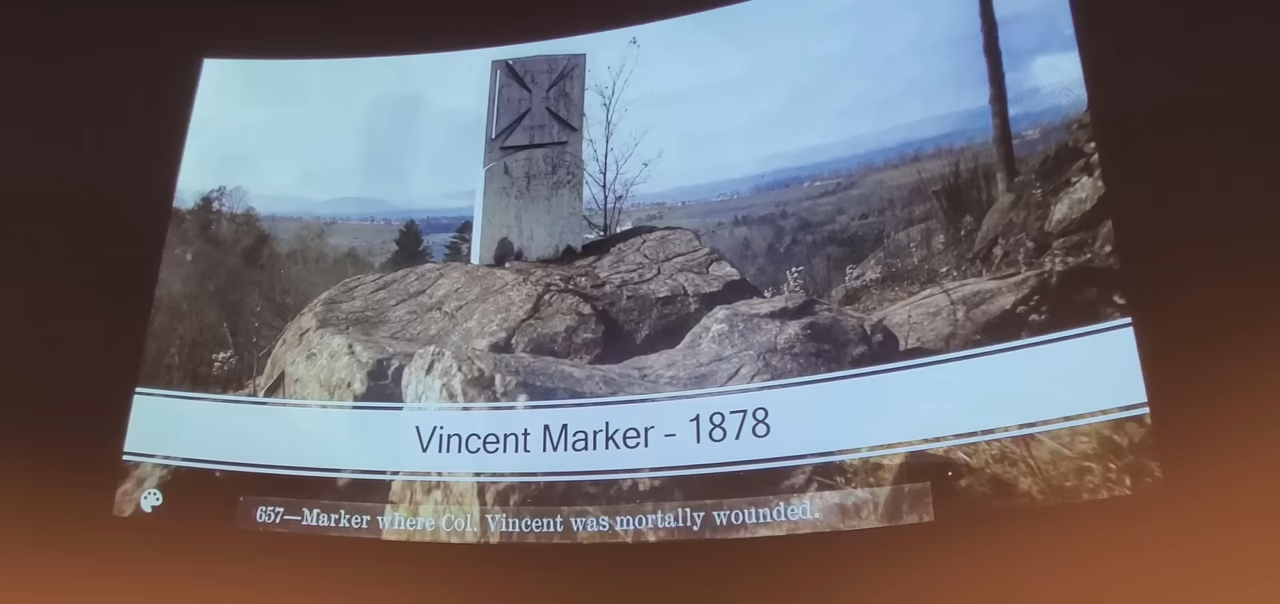 Vincent Marker - 1878
657—Marker where Col. Vincent was mortally wounded.